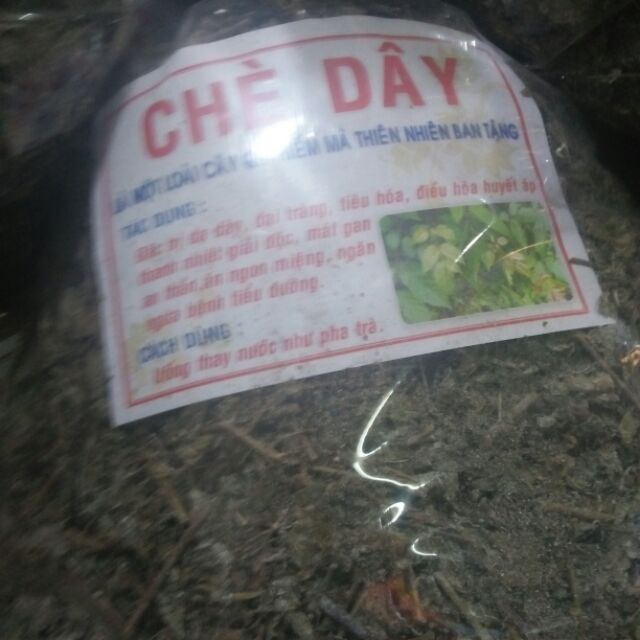 CHÈ DÂY
LÀ MỘT LOÀI CÂY HIẾM MÀ THIÊN NHIÊN BAN TẶNG
TÁC DỤNG:
Đặc trị dạ dày, đại tràng, tiêu hóa, điều hòa huyết áp
thanh nhiệt giải độc, mát gan
an thần, ăn ngon miệng, ngăn
ngừa bệnh tiểu đường.
CÁCH DÙNG:
Uống thay nước như pha trà.